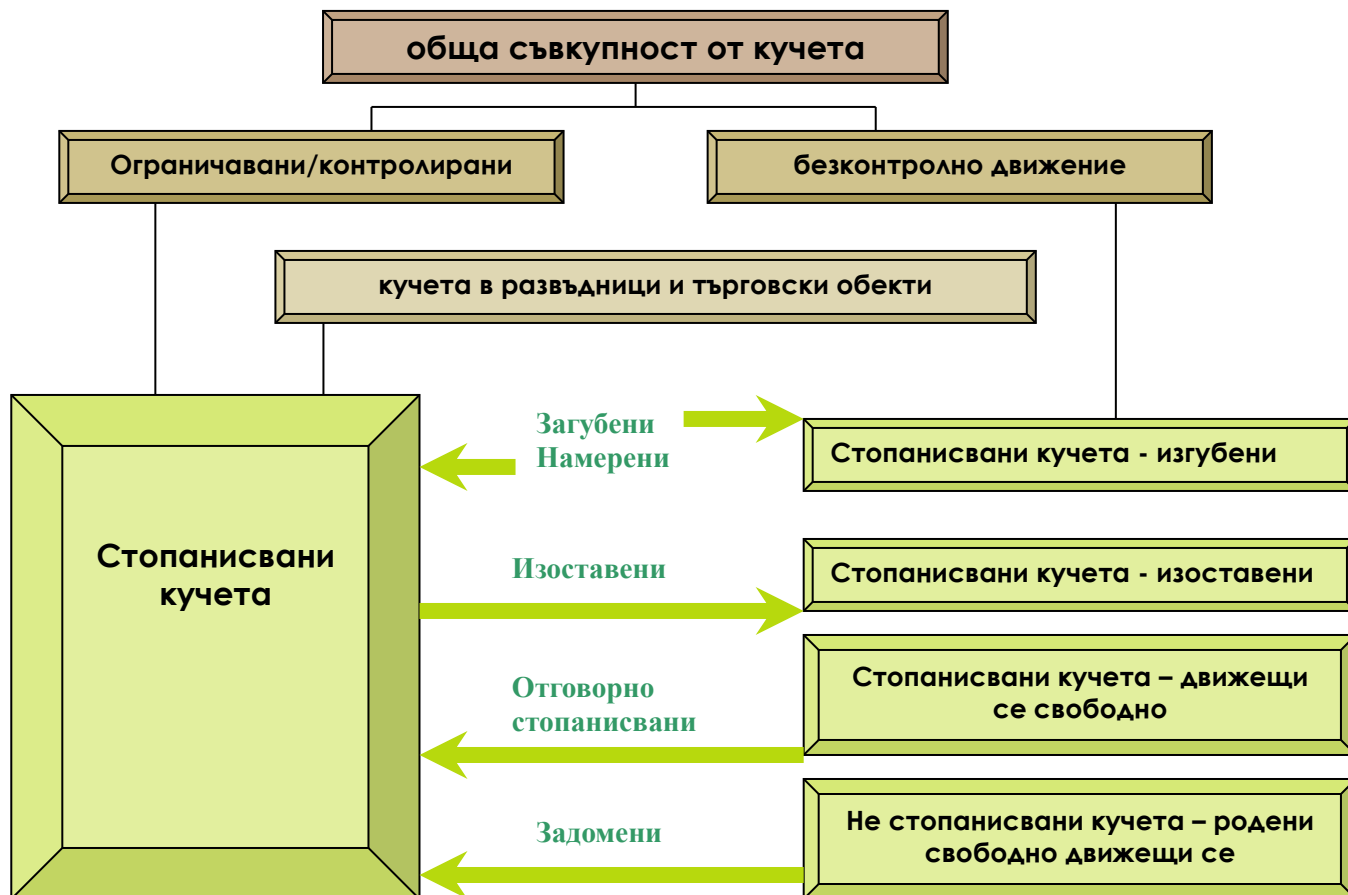 обща съвкупност от кучета
Ограничавани/контролирани
безконтролно движение
кучета в развъдници и търговски обекти
Загубени
Намерени
Стопанисвани кучета - изгубени
Стопанисвани
кучета
Изоставени
Стопанисвани кучета - изоставени
Отговорно
стопанисвани
Стопанисвани кучета – движещи
се свободно
Задомени
Не стопанисвани кучета – родени
свободно движещи се